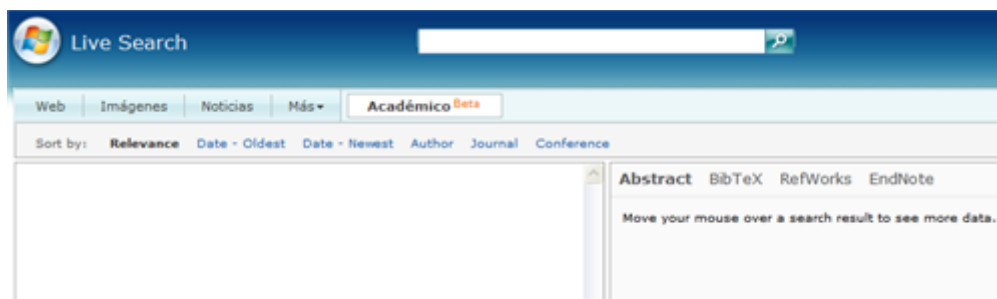 Live Search
Web Imágenes Noticias Más Académico Beta
Sort by: Relevance Date - Oldest Date - Newest Author Journal Conference
Abstract BibTeX RefWorks EndNote
Move your mouse over a search result to see more data.